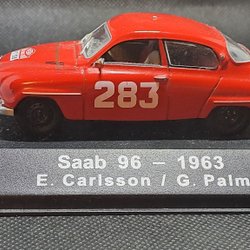 283
Saab 96 – 1963
E. Carlsson / G. Palm